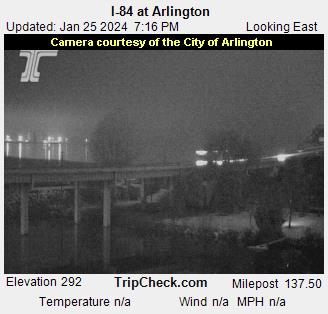 I-84 at Arlington
Updated: Jan 25 2024 7:16 PM Looking East
Camera courtesy of the City of Arlington
Elevation 292 TripCheck.com Milepost 137.50
Temperature n/a Wind n/a MPH n/a